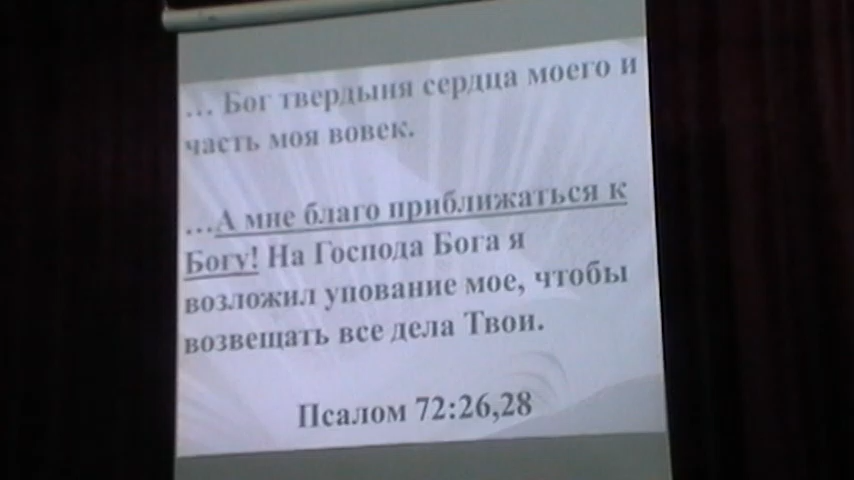 ... Бог твердыня сердца моего и
часть моя вовек.
...А мне благо приближаться к
Богу! На Господа Бога я
возложил упование мое, чтобы
возвещать все дела Твои.
Псалом 72:26,28